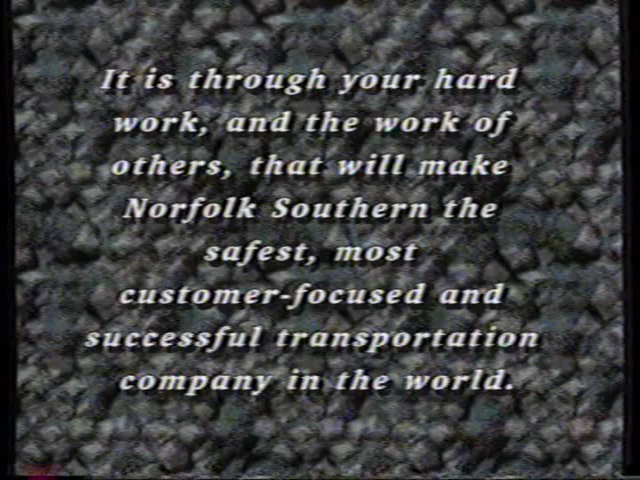 It is through your hard
work, and the work of
others, that will make
Norfolk Southern the
safest, most
customer-focused and
successful transportation
company in the world.